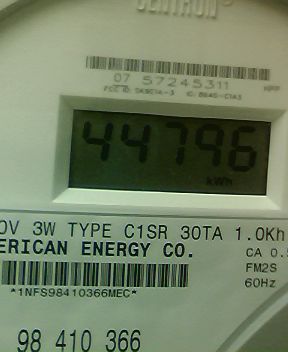 CENTRON®
07 57245311
44796
kWh
0V 3W TYPE C1SR 30TA 1.0Kh
ERICAN ENERGY CO.
CA 0.5
FM2S
*1NFS98410366MEC*
60Hz
98 410 366